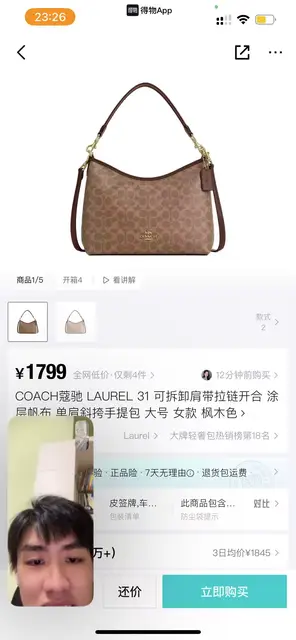 23:26
得物 得物App
商品1/5
开箱4
看讲解
款式
2
¥1799 全网低价·仅剩4件
12分钟前购买
COACH蔻驰 LAUREL 31 可拆卸肩带拉链开合 涂
层帆布 单肩斜挎手提包 大号 女款 枫木色
Laurel
大牌轻奢包热销榜第18名
验 · 正品险 · 7天无理由 · 退货包运费
皮签牌,车...
包装清单
此商品包含...
防尘袋提示
对比
万+)
3日均价¥1845
还价
立即购买